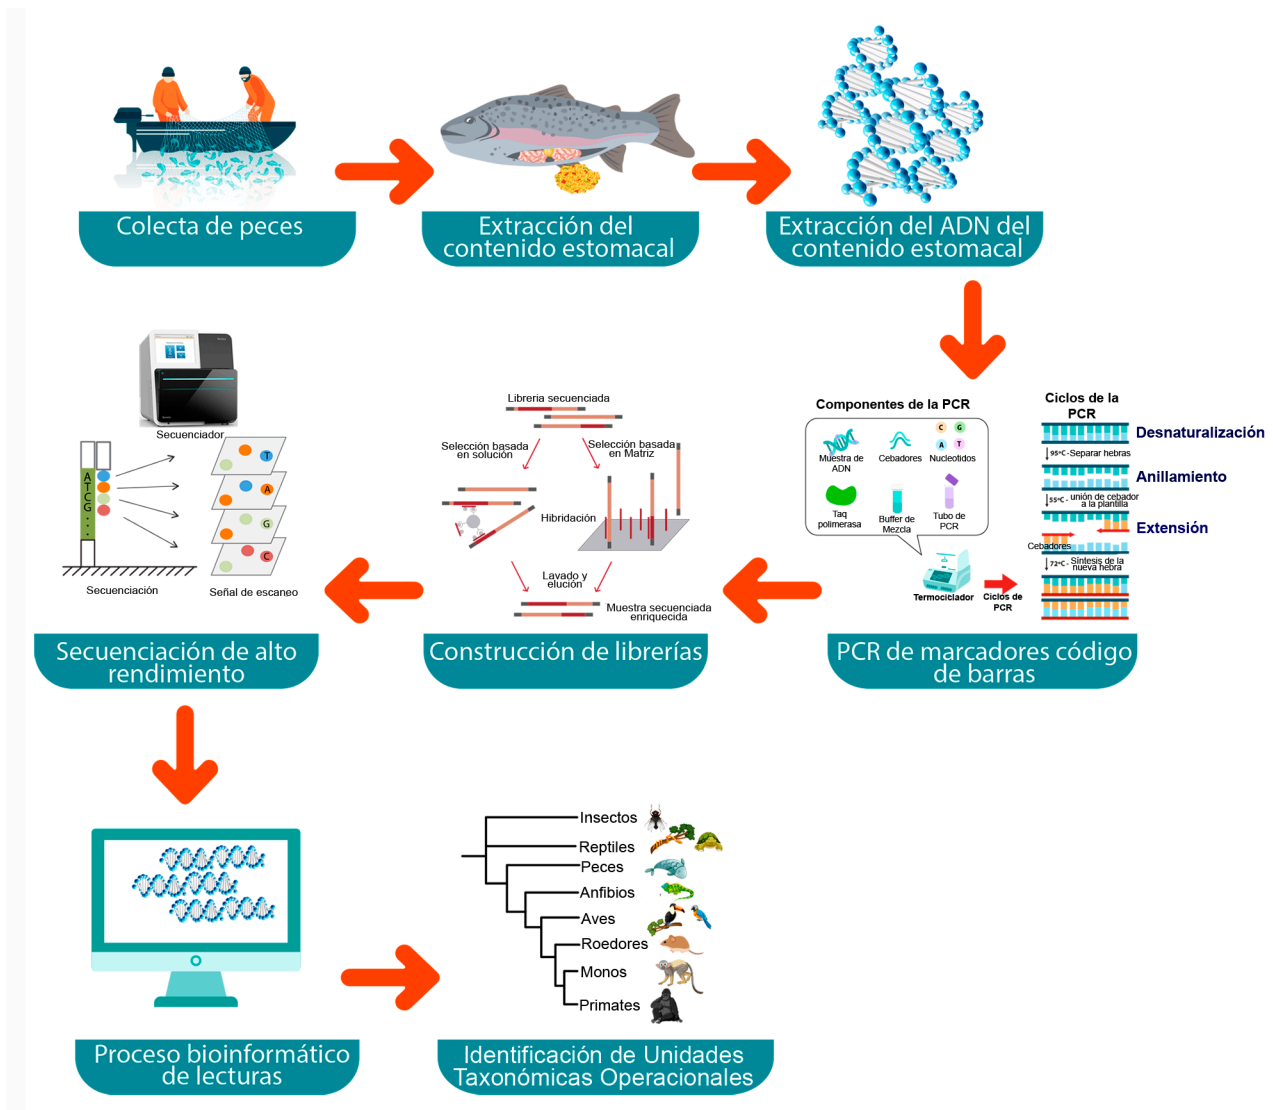 Colecta de peces
Extracción del
contenido estomacal
Extracción del ADN del
contenido estomacal
Componentes de la PCR
C
G
A
T
Muestra de
ADN
Cebadores
Nucleotidos
Taq
polimerasa
Buffer de
Mezcla
Tubo de
PCR
Termociclador
Ciclos de
PCR
Ciclos de la
PCR
Desnaturalización
95ºC -Separar hebras
Anillamiento
55ºC - unión de cebador
a la plantilla
Extensión
Cebadores
72ºC - Síntesis de la
nueva hebra
PCR de marcadores código
de barras
Libreria secuenciada
Selección basada
en solución
Selección basada
en Matriz
Hibridación
Lavado y
elución
Muestra secuenciada
enriquecida
Construcción de librerías
Secuenciador
A
T
C
G
.
.
.
T
A
G
C
Secuenciación
Señal de escaneo
Secuenciación de alto
rendimiento
Proceso bioinformático
de lecturas
Insectos
Reptiles
Peces
Anfibios
Aves
Roedores
Monos
Primates
Identificación de Unidades
Taxonómicas Operacionales